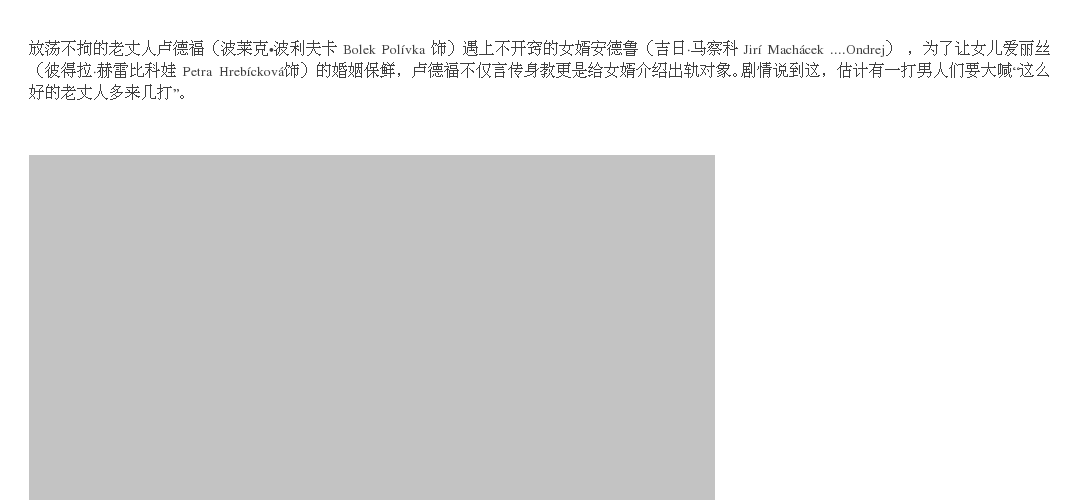 放荡不拘的老丈人卢德福（波莱克•波利夫卡 Bolek Polívka 饰）遇上不开窍的女婿安德鲁（吉日·马察科 Jirí Machácek ....Ondrej），为了让女儿爱丽丝
（彼得拉·赫雷比科娃 Petra Hrebícková饰）的婚姻保鲜，卢德福不仅言传身教更是给女婿介绍出轨对象。剧情说到这，估计有一打男人们要大喊“这么
好的老丈人多来几打”。